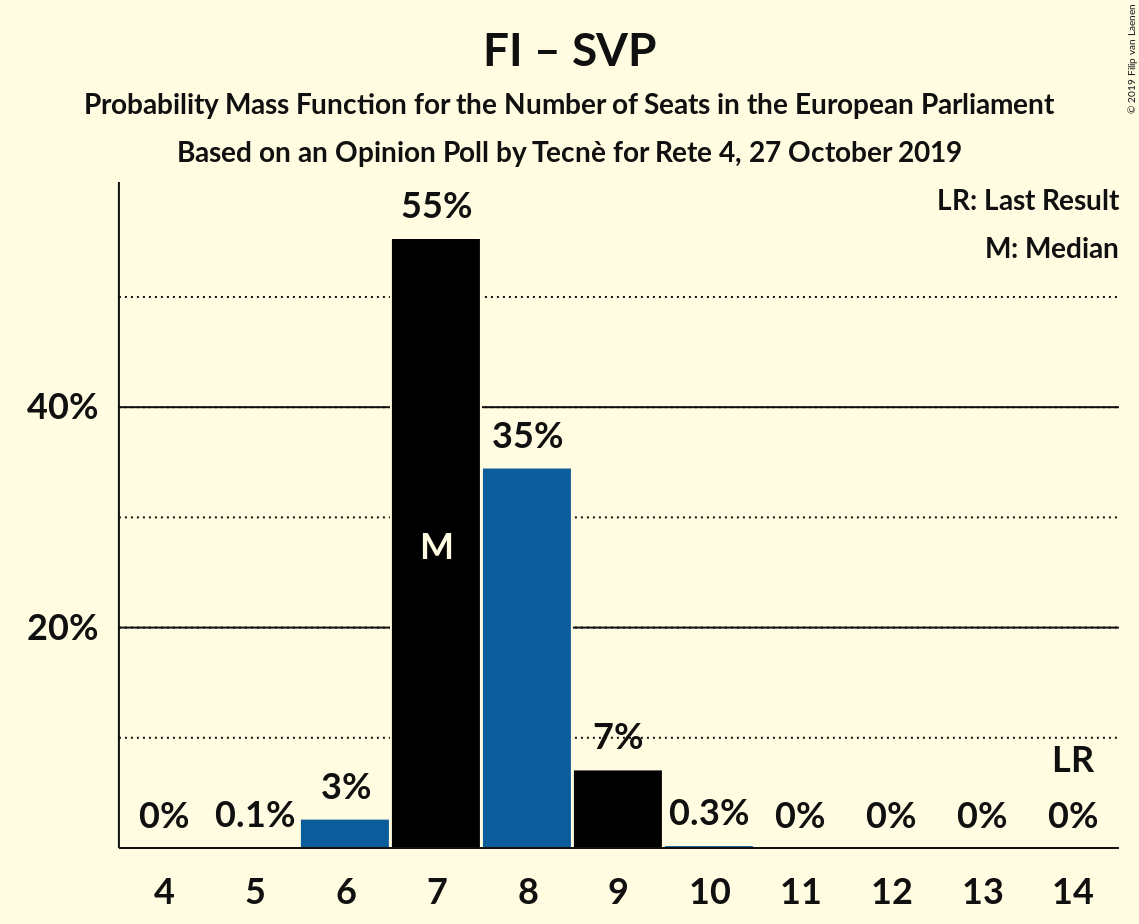 FI – SVP
Probability Mass Function for the Number of Seats in the European Parliament
Based on an Opinion Poll by Tecnè for Rete 4, 27 October 2019
© 2019 Filip van Laenen
LR: Last Result
M: Median
55%
40%
35%
M
20%
7%
LR
3%
0% 0.1% 0.3% 0% 0% 0% 0%
4 5 6 7 8 9 10 11 12 13 14